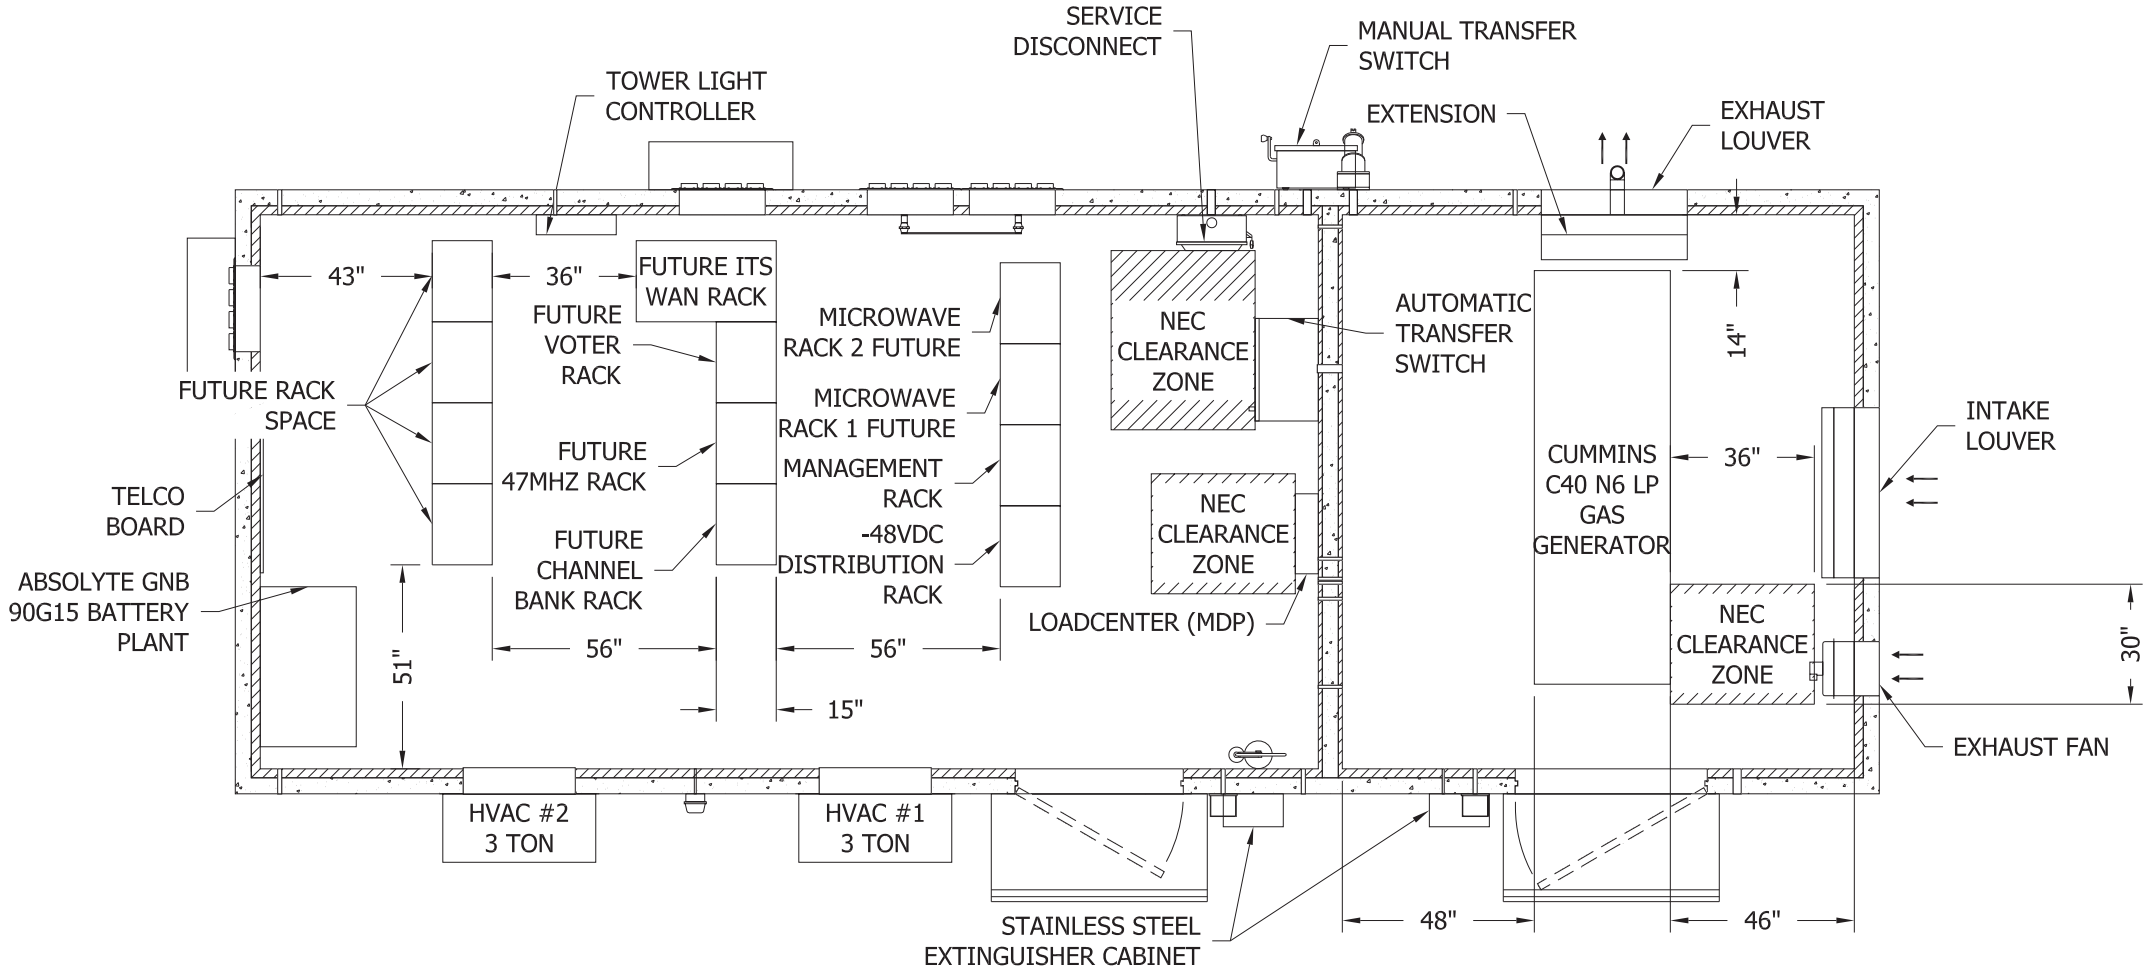 SERVICE
DISCONNECT
MANUAL TRANSFER
SWITCH
TOWER LIGHT
CONTROLLER
EXTENSION
EXHAUST
LOUVER
43"
36"
FUTURE ITS
WAN RACK
FUTURE
VOTER
RACK
MICROWAVE
RACK 2 FUTURE
NEC
CLEARANCE
ZONE
AUTOMATIC
TRANSFER
SWITCH
14"
FUTURE RACK
SPACE
MICROWAVE
RACK 1 FUTURE
INTAKE
LOUVER
FUTURE
47MHZ RACK
MANAGEMENT
RACK
CUMMINS
C40 N6 LP
GAS
GENERATOR
36"
TELCO
BOARD
NEC
CLEARANCE
ZONE
FUTURE
CHANNEL
BANK RACK
-48VDC
DISTRIBUTION
RACK
ABSOLYTE GNB
90G15 BATTERY
PLANT
LOADCENTER (MDP)
NEC
CLEARANCE
ZONE
30"
51"
56"
56"
15"
EXHAUST FAN
HVAC #2
3 TON
HVAC #1
3 TON
STAINLESS STEEL
EXTINGUISHER CABINET
48"
46"